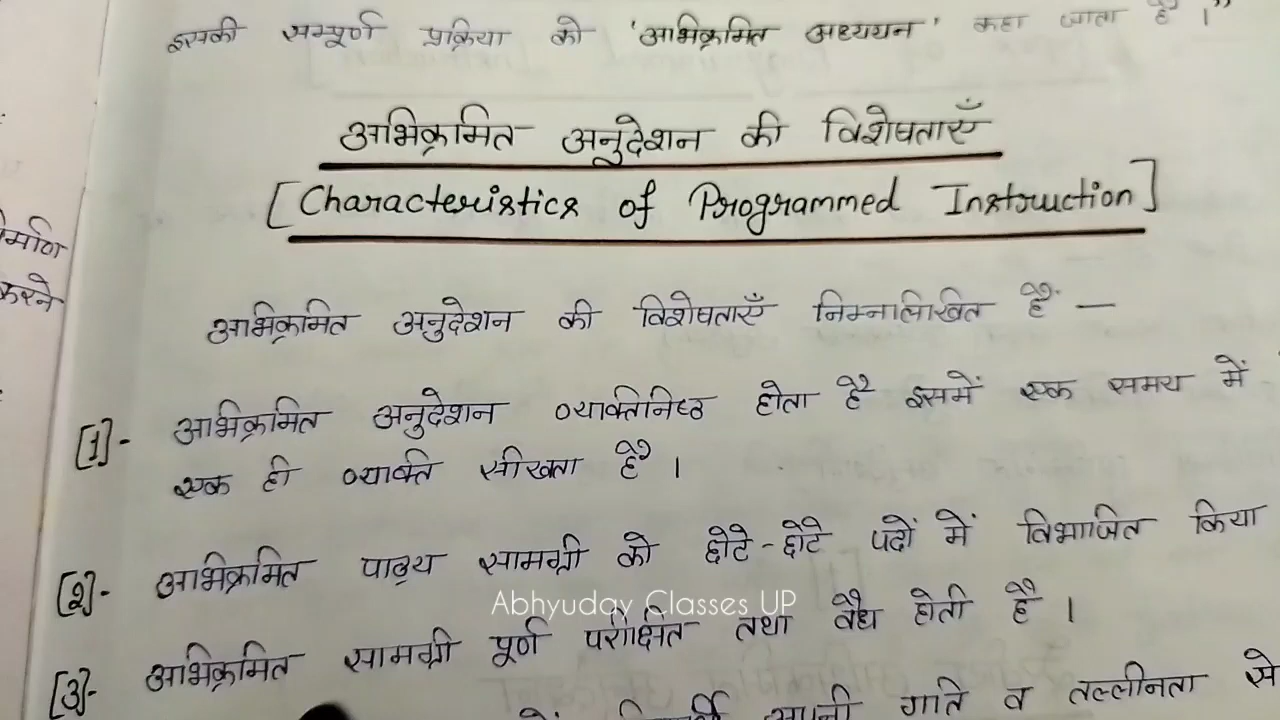 इसकी सम्पूर्ण प्रक्रिया को 'अभिक्रमित अध्ययन' कहा जाता है ।"
अभिक्रमित अनुदेशन की विशेषताएँ
[Characteristics of Programmed Instruction]
र्माण
करने
अभिक्रमित अनुदेशन की विशेषताएँ निम्नलिखित हैं —
[1]- अभिक्रमित अनुदेशन व्यक्तिनिष्ठ होता है इसमें एक समय में
एक ही व्यक्ति सीखता है ।
[2]- अभिक्रमित पाठ्य सामग्री को छोटे-छोटे पदों में विभाजित किया
Abhyuday Classes UP
[3]- अभिक्रमित सामग्री पूर्ण परीक्षित तथा वैध होती है ।
अपनी गति व तल्लीनता से